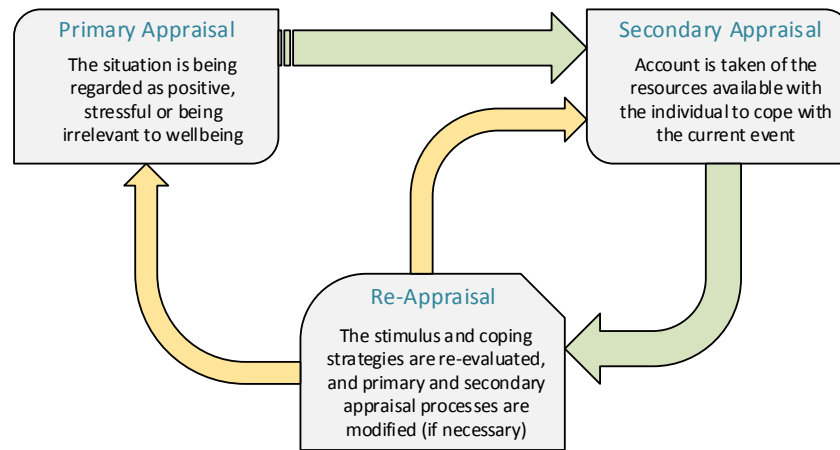 Primary Appraisal
The situation is being
regarded as positive,
stressful or being
irrelevant to wellbeing
Secondary Appraisal
Account is taken of the
resources available with
the individual to cope with
the current event
Re-Appraisal
The stimulus and coping
strategies are re-evaluated,
and primary and secondary
appraisal processes are
modified (if necessary)